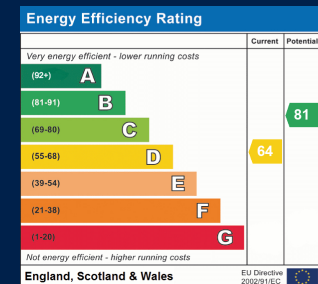 Energy Efficiency Rating
Current Potential
Very energy efficient - lower running costs
(92+) A
(81-91) B
81
(69-80) C
(55-68) D
64
(39-54) E
(21-38) F
(1-20) G
Not energy efficient - higher running costs
England, Scotland & Wales
EU Directive
2002/91/EC